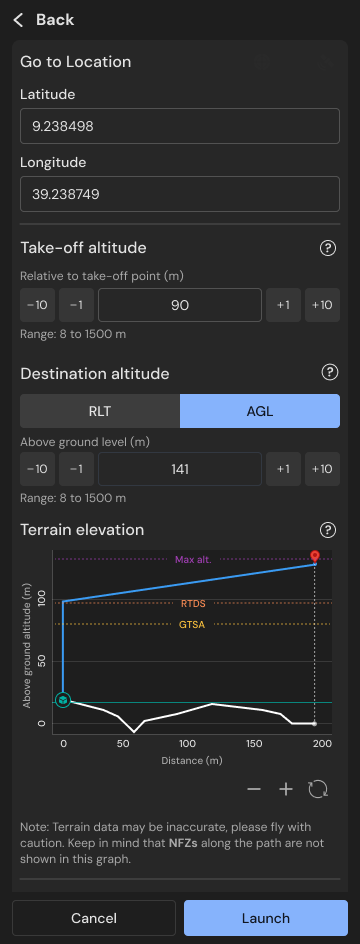 Back
Go to Location
Latitude
9.238498
Longitude
39.238749
Take-off altitude ?
Relative to take-off point (m)
−10 −1 90 +1 +10
Range: 8 to 1500 m
Destination altitude ?
RLT AGL
Above ground level (m)
−10 −1 141 +1 +10
Range: 8 to 1500 m
Terrain elevation ?
Max alt.
RTDS
GTSA
Above ground altitude (m)
100
50
0
0 50 100 150 200
Distance (m)
− +
Note: Terrain data may be inaccurate, please fly with
caution. Keep in mind that NFZs along the path are not
shown in this graph.
Cancel Launch